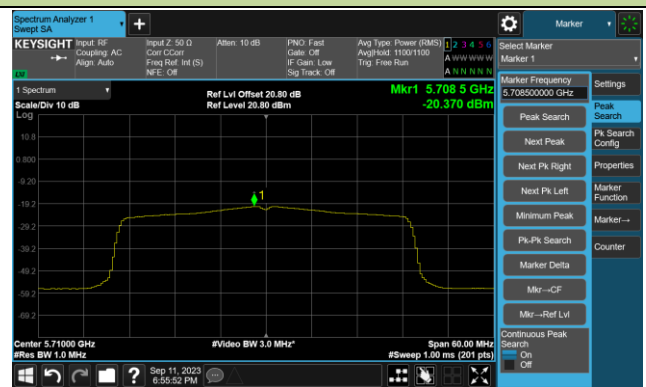 Spectrum Analyzer 1
Swept SA
Marker
KEYSIGHT
Input: RF
Coupling: AC
Align: Auto
Input Z: 50 Ω
Corr CCorr
Freq Ref: Int (S)
NFE: Off
Atten: 10 dB
PNO: Fast
Gate: Off
IF Gain: Low
Sig Track: Off
Avg Type: Power (RMS)
Avg|Hold: 1100/1100
Trig: Free Run
1 2 3 4 5 6
A W W W W W
A N N N N N
LW
Select Marker
Marker 1
1 Spectrum
Scale/Div 10 dB
Log
Ref Lvl Offset 20.80 dB
Ref Level 20.80 dBm
Mkr1 5.708 5 GHz
-20.370 dBm
10.8
0.800
-9.20
-19.2
-29.2
-39.2
-49.2
-59.2
-69.2
1
Center 5.71000 GHz
#Res BW 1.0 MHz
#Video BW 3.0 MHz*
Span 60.00 MHz
#Sweep 1.00 ms (201 pts)
Marker Frequency
5.708500000 GHz
Peak Search
Next Peak
Next Pk Right
Next Pk Left
Minimum Peak
Pk-Pk Search
Marker Delta
Mkr→CF
Mkr→Ref Lvl
Continuous Peak
Search
On
Off
Settings
Peak
Search
Pk Search
Config
Properties
Marker
Function
Marker→
Counter
Sep 11, 2023
6:55:52 PM